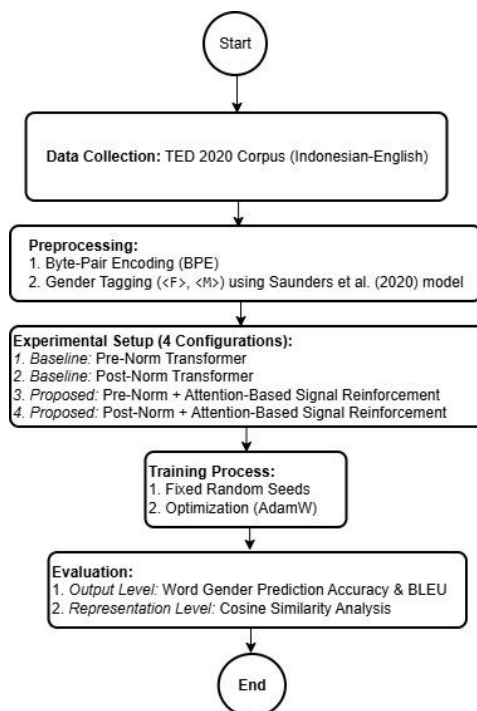 Start
Data Collection: TED 2020 Corpus (Indonesian-English)
Preprocessing:
1. Byte-Pair Encoding (BPE)
2. Gender Tagging (<F>, <M>) using Saunders et al. (2020) model
Experimental Setup (4 Configurations):
1. Baseline: Pre-Norm Transformer
2. Baseline: Post-Norm Transformer
3. Proposed: Pre-Norm + Attention-Based Signal Reinforcement
4. Proposed: Post-Norm + Attention-Based Signal Reinforcement
Training Process:
1. Fixed Random Seeds
2. Optimization (AdamW)
Evaluation:
1. Output Level: Word Gender Prediction Accuracy & BLEU
2. Representation Level: Cosine Similarity Analysis
End